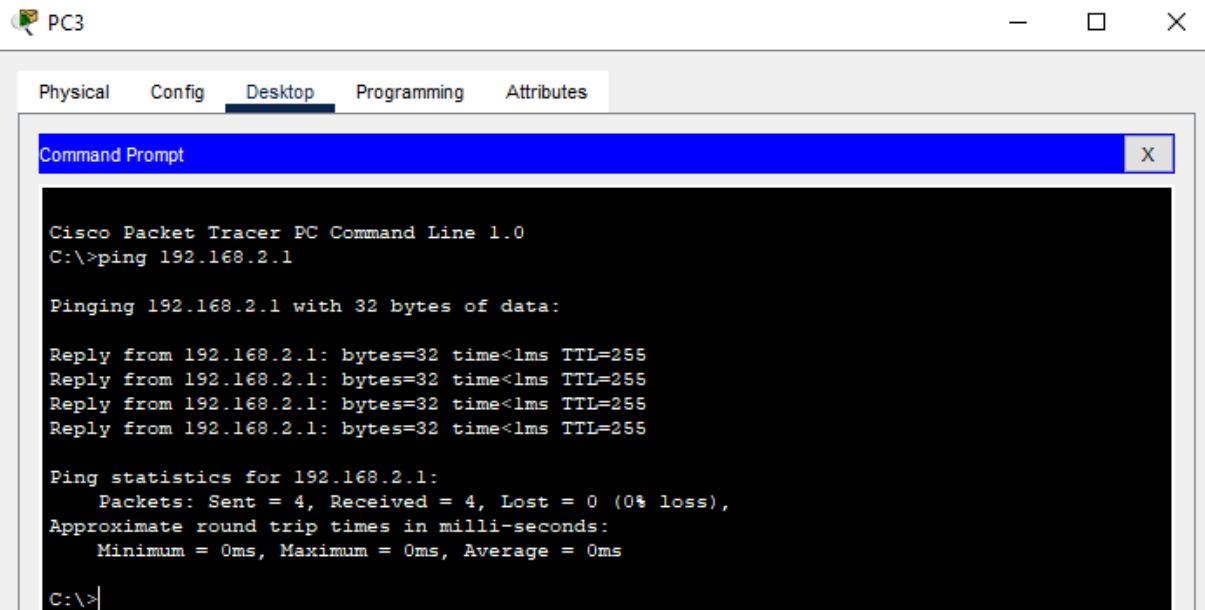 PC3
Physical Config Desktop Programming Attributes
Command Prompt
X
Cisco Packet Tracer PC Command Line 1.0
C:\>ping 192.168.2.1
Pinging 192.168.2.1 with 32 bytes of data:
Reply from 192.168.2.1: bytes=32 time<1ms TTL=255
Reply from 192.168.2.1: bytes=32 time<1ms TTL=255
Reply from 192.168.2.1: bytes=32 time<1ms TTL=255
Reply from 192.168.2.1: bytes=32 time<1ms TTL=255
Ping statistics for 192.168.2.1:
Packets: Sent = 4, Received = 4, Lost = 0 (0% loss),
Approximate round trip times in milli-seconds:
Minimum = 0ms, Maximum = 0ms, Average = 0ms
C:\>